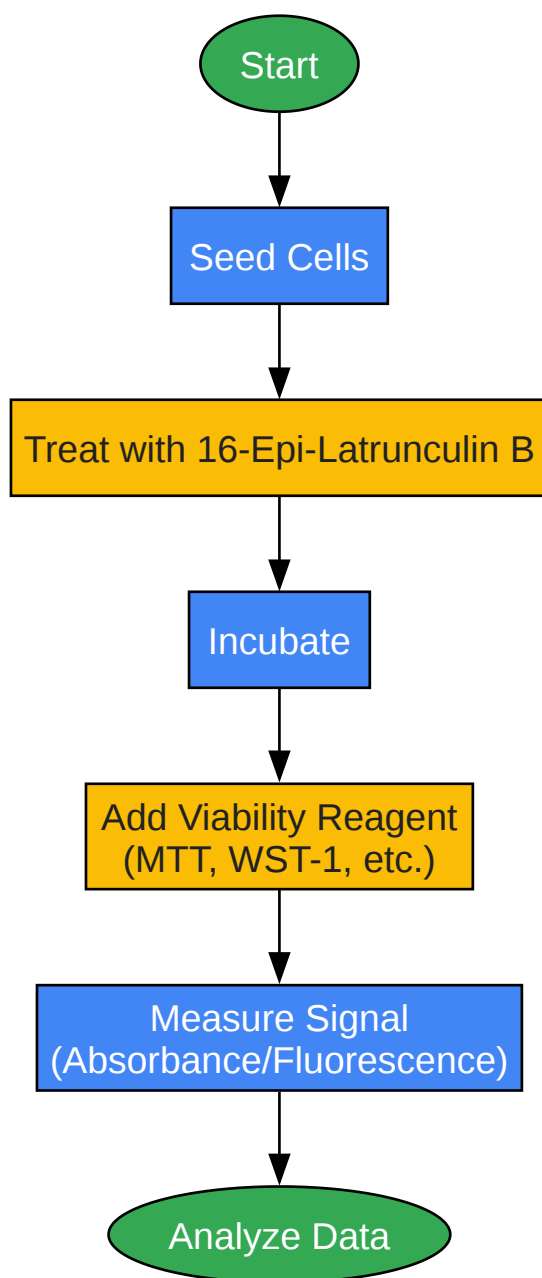 Start
Seed Cells
Treat with 16-Epi-Latrunculin B
Incubate
Add Viability Reagent
(MTT, WST-1, etc.)
Measure Signal
(Absorbance/Fluorescence)
Analyze Data